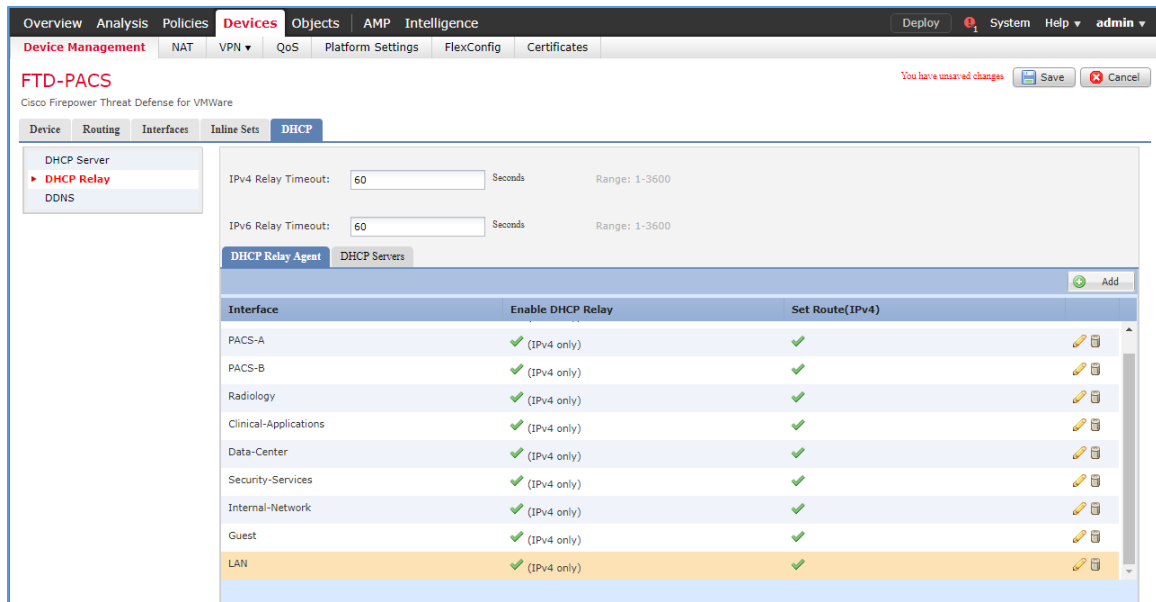 Overview Analysis Policies Devices Objects AMP Intelligence Deploy 1 System Help admin
Device Management NAT VPN QoS Platform Settings FlexConfig Certificates
FTD-PACS
You have unsaved changes Save Cancel
Cisco Firepower Threat Defense for VMWare
Device Routing Interfaces Inline Sets DHCP
DHCP Server
DHCP Relay
DDNS
IPv4 Relay Timeout: 60 Seconds Range: 1-3600
IPv6 Relay Timeout: 60 Seconds Range: 1-3600
DHCP Relay Agent DHCP Servers
Add
Interface Enable DHCP Relay Set Route(IPv4)
PACS-A (IPv4 only)
PACS-B (IPv4 only)
Radiology (IPv4 only)
Clinical-Applications (IPv4 only)
Data-Center (IPv4 only)
Security-Services (IPv4 only)
Internal-Network (IPv4 only)
Guest (IPv4 only)
LAN (IPv4 only)